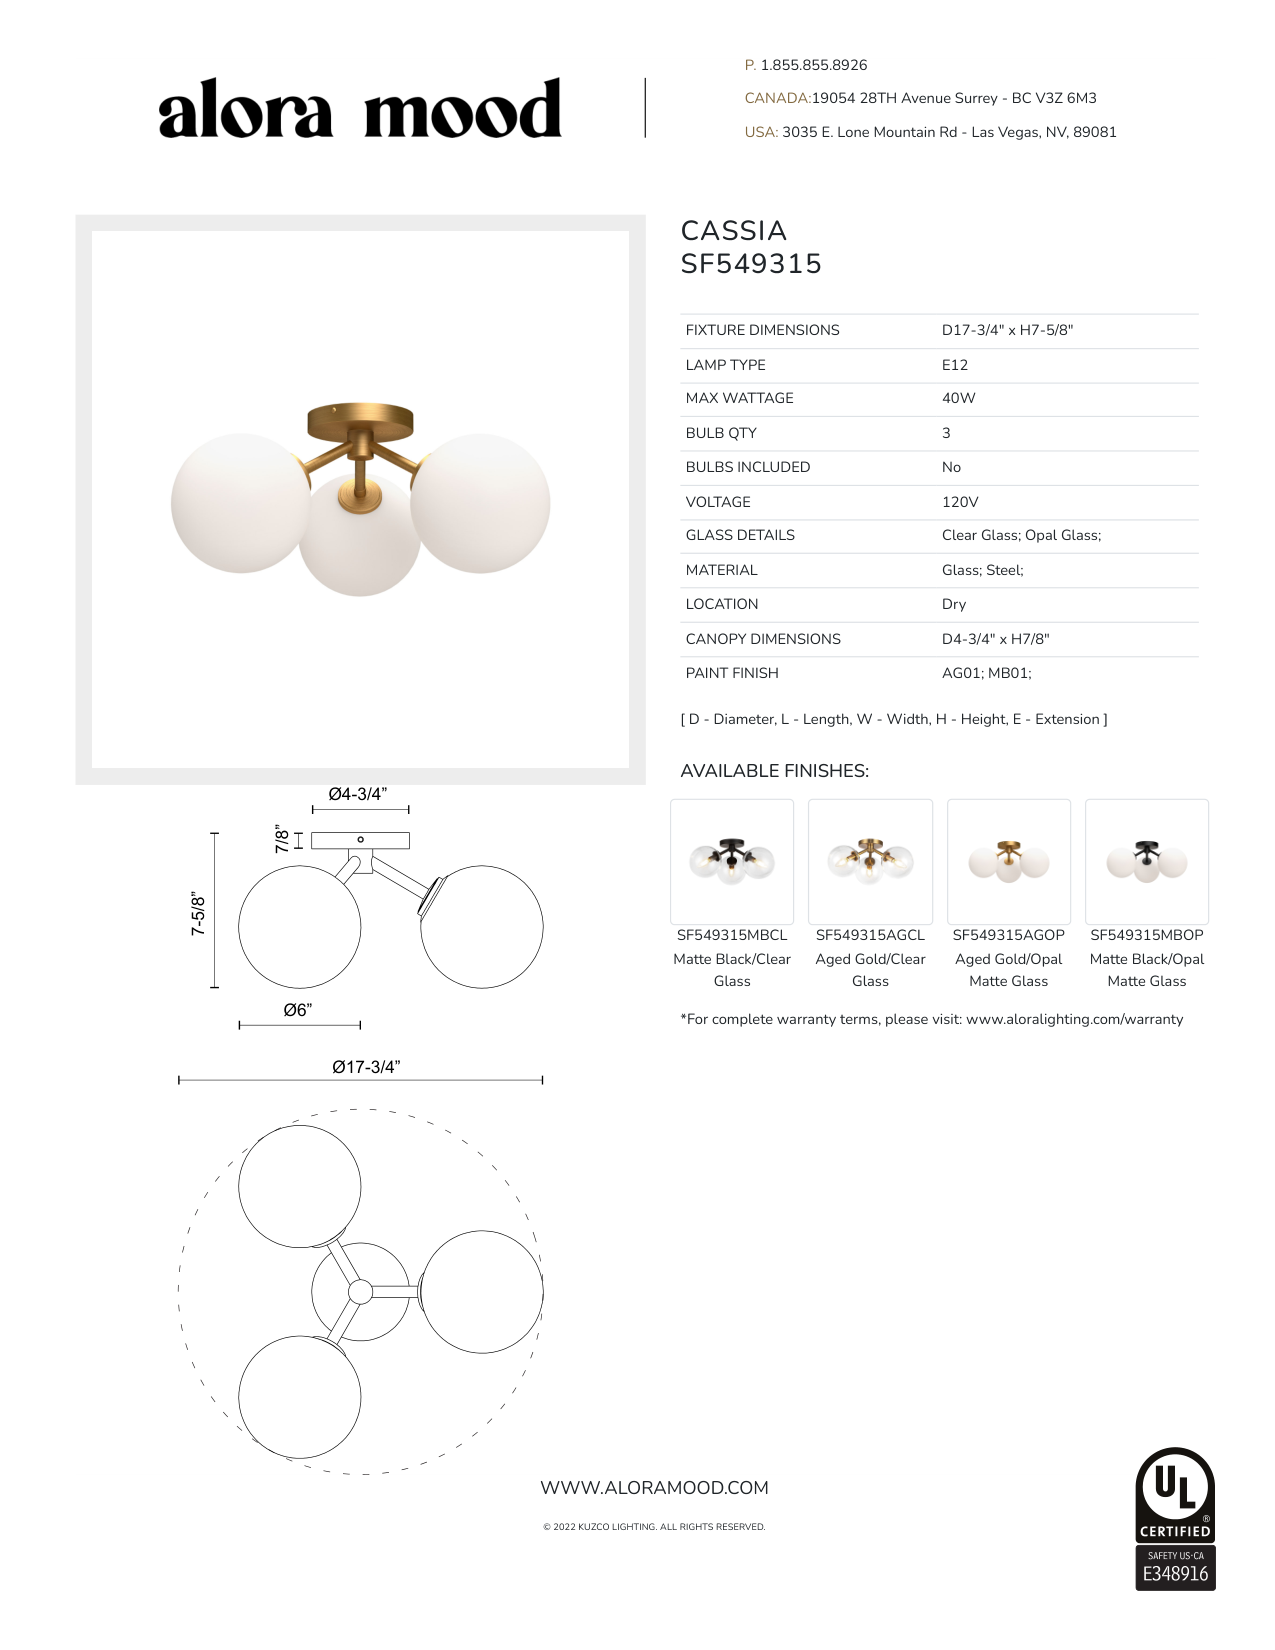 alora mood
P. 1.855.855.8926
CANADA:19054 28TH Avenue Surrey - BC V3Z 6M3
USA: 3035 E. Lone Mountain Rd - Las Vegas, NV, 89081
CASSIA
SF549315
FIXTURE DIMENSIONS D17-3/4" x H7-5/8"
LAMP TYPE E12
MAX WATTAGE 40W
BULB QTY 3
BULBS INCLUDED No
VOLTAGE 120V
GLASS DETAILS Clear Glass; Opal Glass;
MATERIAL Glass; Steel;
LOCATION Dry
CANOPY DIMENSIONS D4-3/4" x H7/8"
PAINT FINISH AG01; MB01;
[ D - Diameter, L - Length, W - Width, H - Height, E - Extension ]
AVAILABLE FINISHES:
SF549315MBCL
Matte Black/Clear
Glass
SF549315AGCL
Aged Gold/Clear
Glass
SF549315AGOP
Aged Gold/Opal
Matte Glass
SF549315MBOP
Matte Black/Opal
Matte Glass
*For complete warranty terms, please visit: www.aloralighting.com/warranty
Ø4-3/4”
7/8”
7-5/8”
Ø6”
Ø17-3/4”
WWW.ALORAMOOD.COM
© 2022 KUZCO LIGHTING. ALL RIGHTS RESERVED.
UL
®
CERTIFIED
SAFETY US-CA
E348916